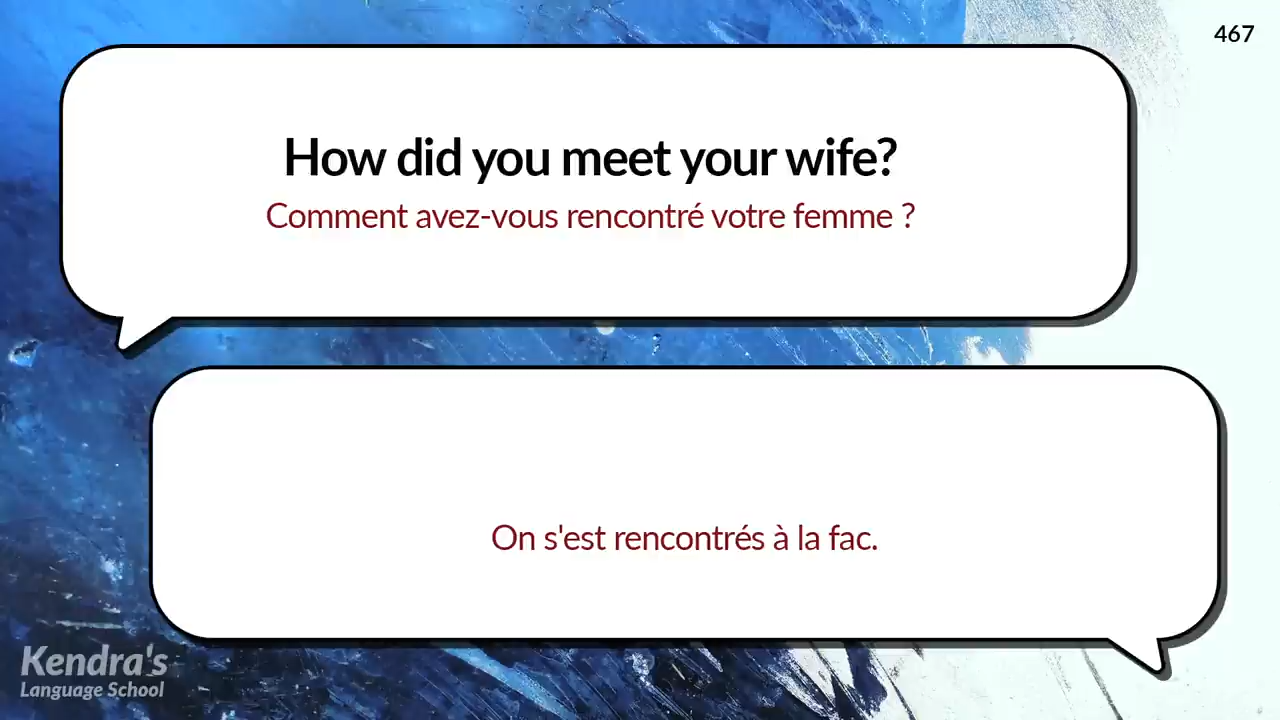 467
How did you meet your wife?
Comment avez-vous rencontré votre femme ?
On s'est rencontrés à la fac.
Kendra's
Language School